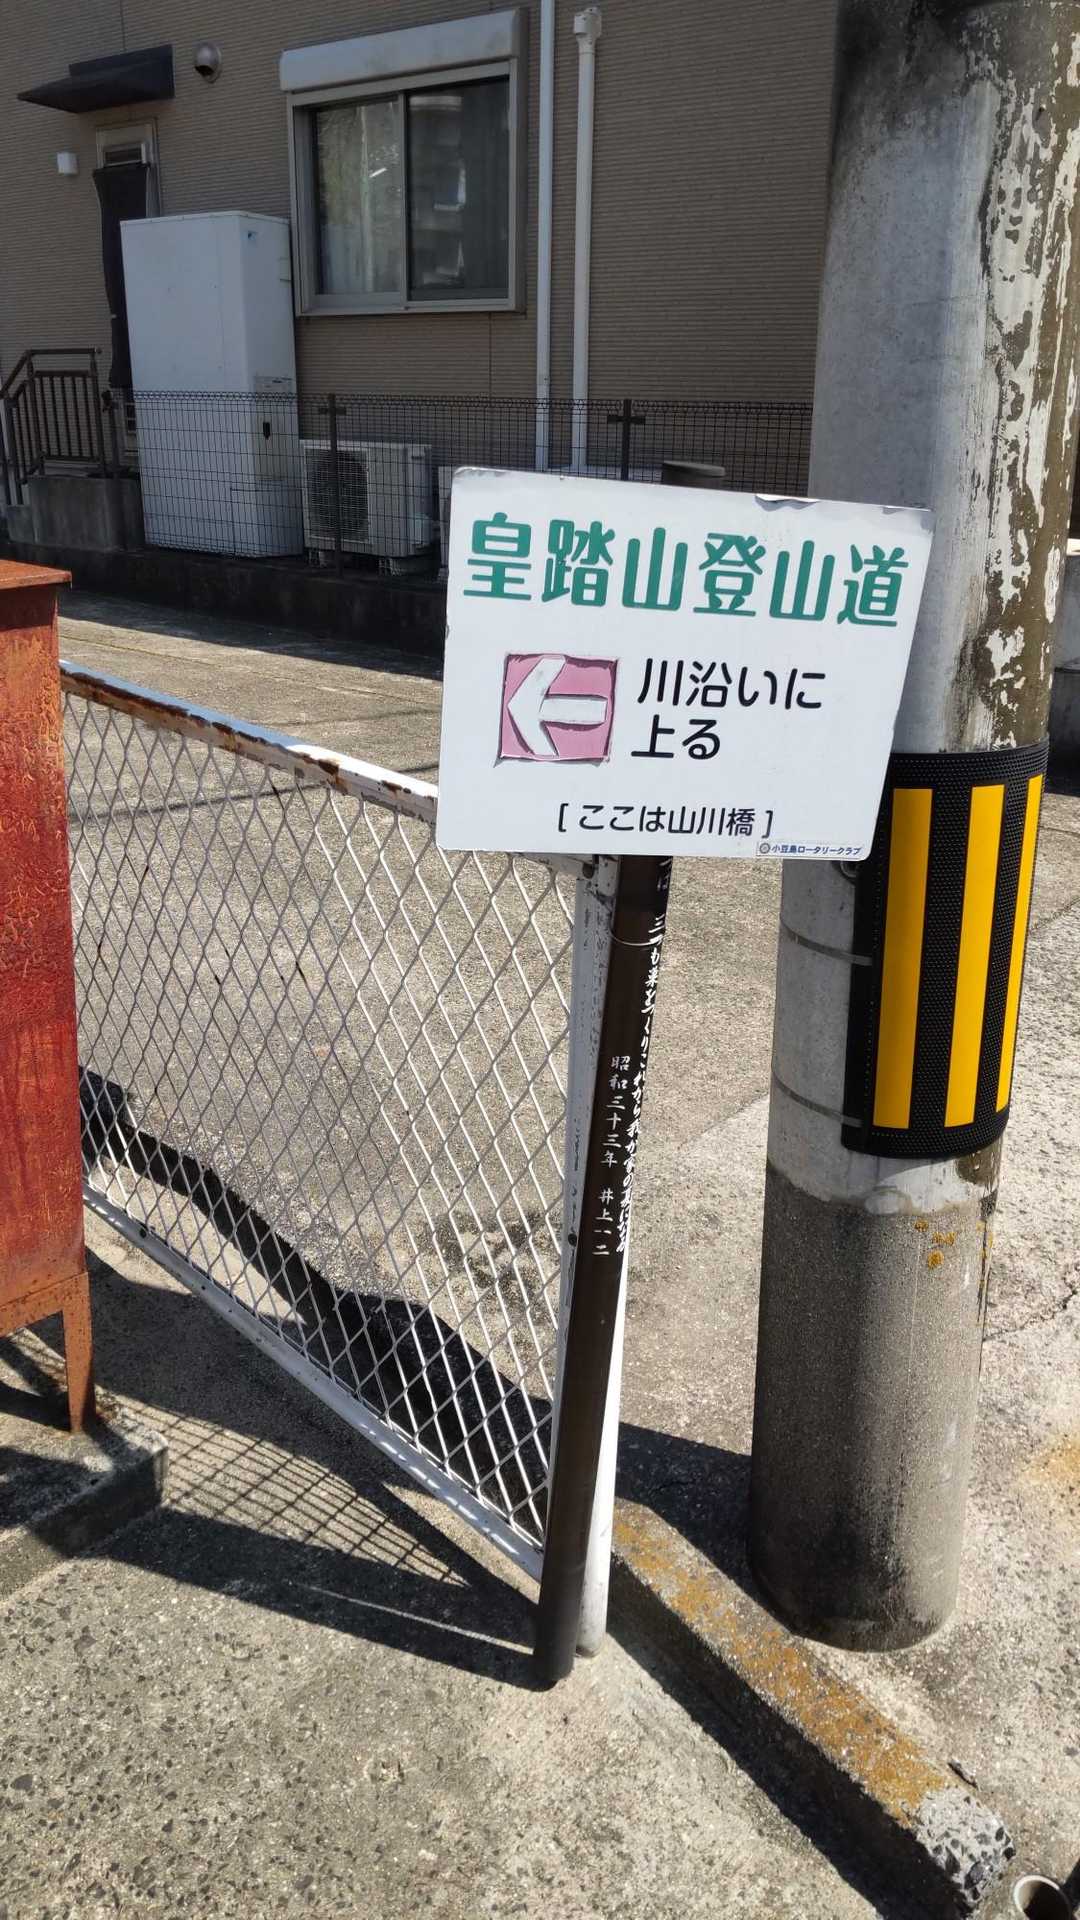 皇踏山登山道
川沿いに
上る
[ここは山川橋]
小豆島ロータリークラブ
昭和三十三年 井上一二